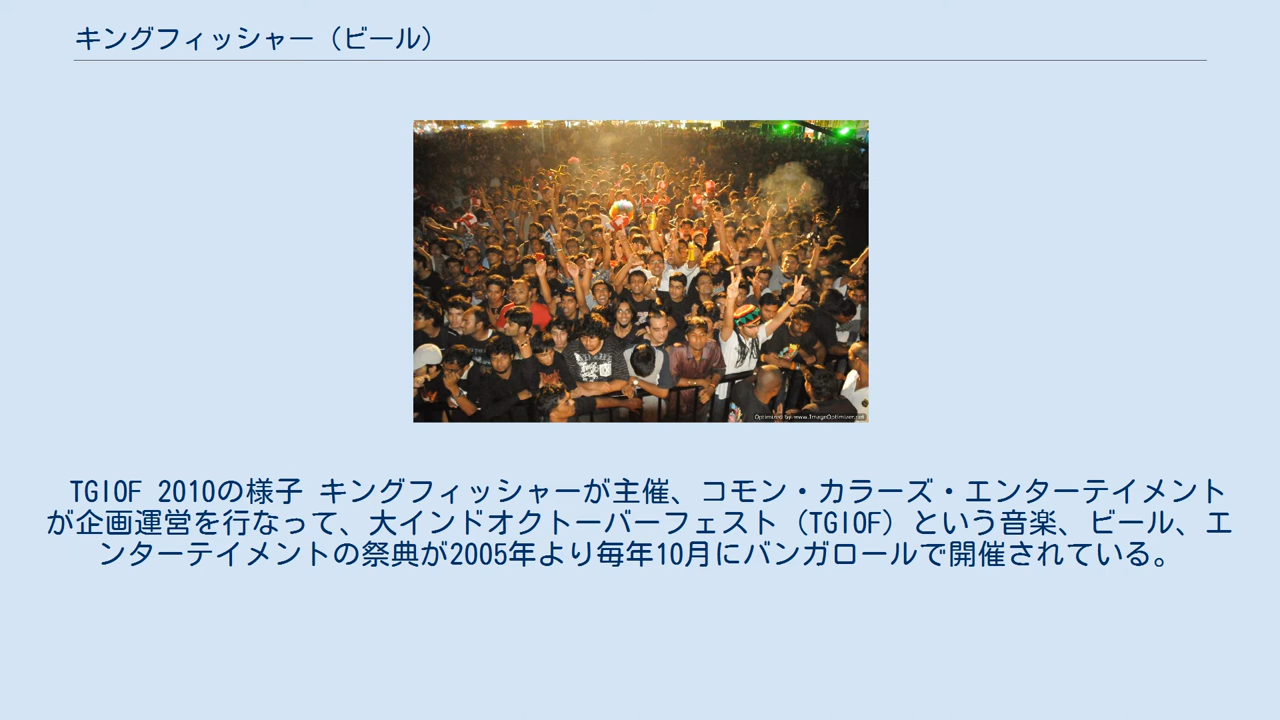 キングフィッシャー（ビール）
Optimized by www.ImageOptimizer.net
TGIOF 2010の様子 キングフィッシャーが主催、コモン・カラーズ・エンターテイメント
が企画運営を行なって、大インドオクトーバーフェスト（TGIOF）という音楽、ビール、エ
ンターテイメントの祭典が2005年より毎年10月にバンガロールで開催されている。